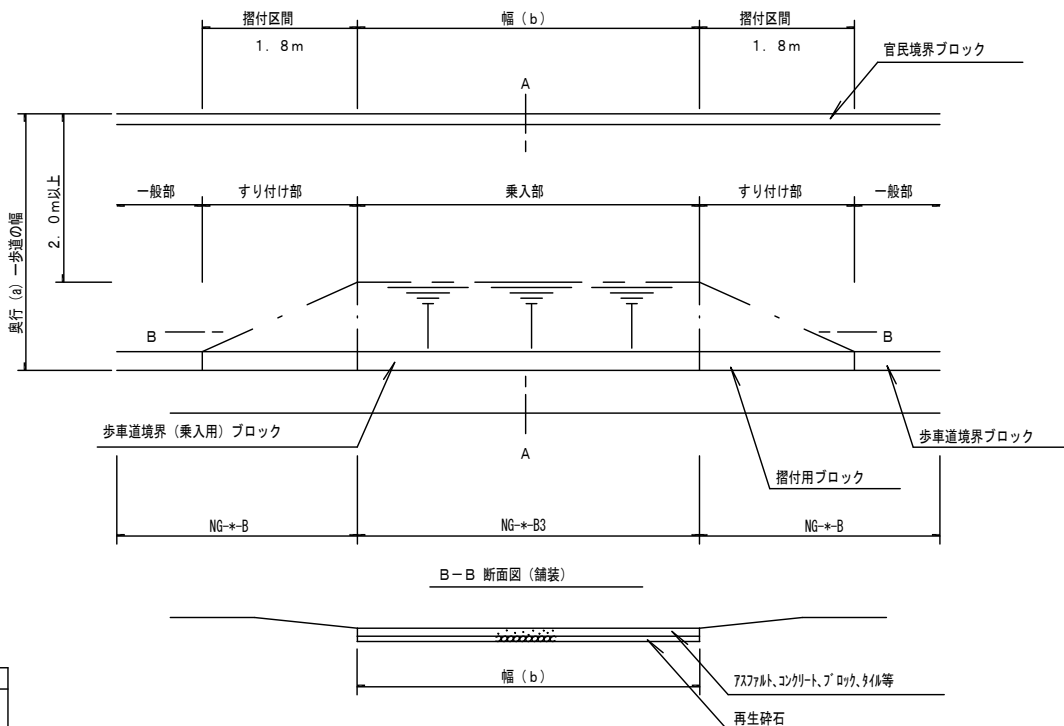 摺付区間
幅（b）
摺付区間
１．８ｍ
１．８ｍ
官民境界ブロック
A
一般部
すり付け部
乗入部
すり付け部
一般部
奥行（a）－歩道の幅
２．０ｍ以上
B
B
歩車道境界（乗入用）ブロック
A
歩車道境界ブロック
摺付用ブロック
NG-*-B
NG-*-B3
NG-*-B
B－B 断面図（舗装）
幅（b）
ｱｽﾌｧﾙﾄ､ｺﾝｸﾘｰﾄ､ﾌﾞﾛｯｸ､ﾀｲﾙ等
再生砕石